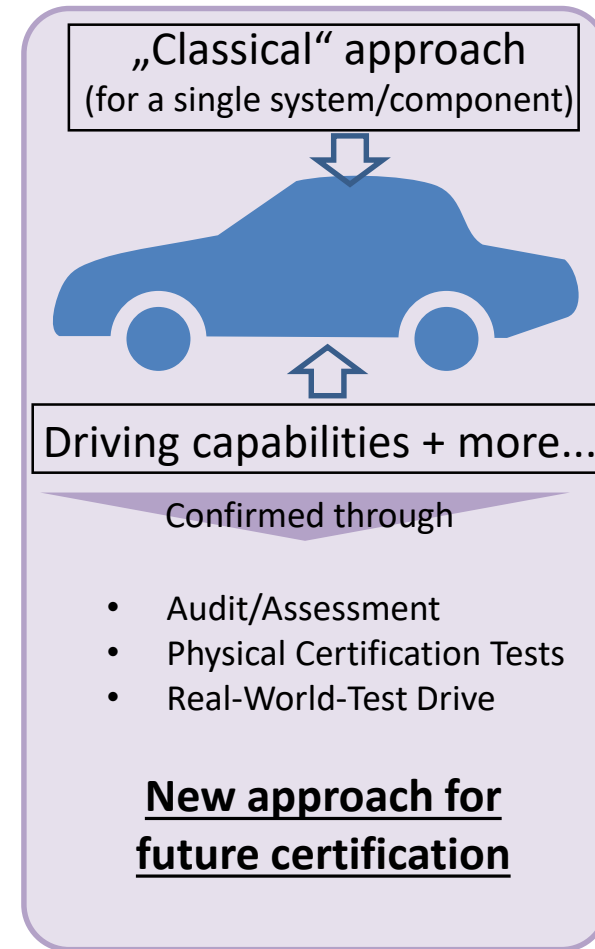 „Classical“ approach
(for a single system/component)
Driving capabilities + more...
Confirmed through
• Audit/Assessment
• Physical Certification Tests
• Real-World-Test Drive
New approach for
future certification